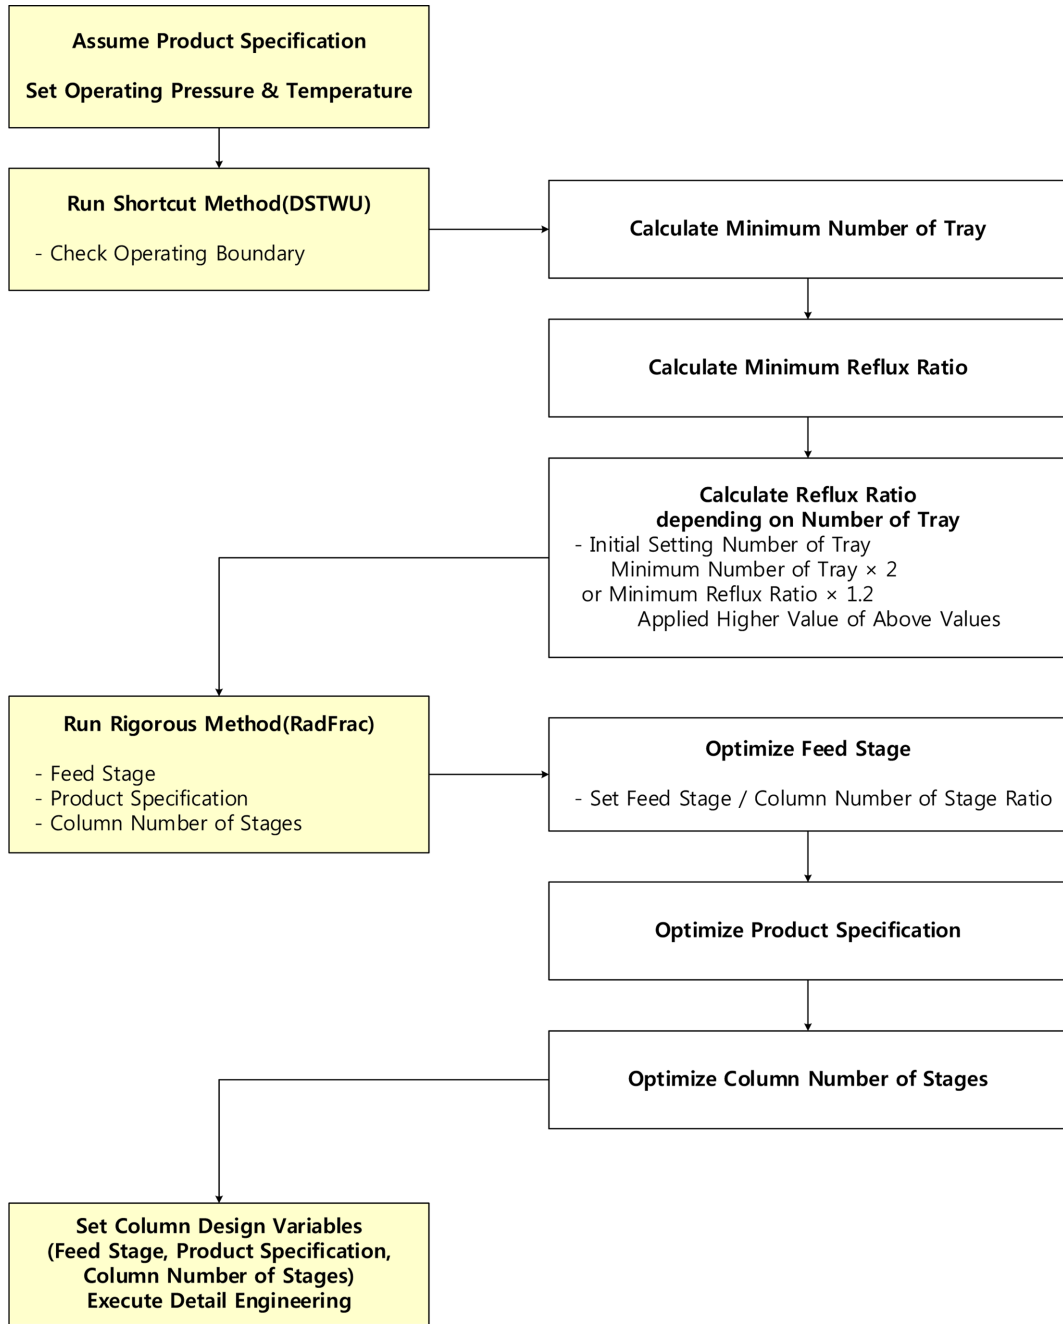 Assume Product Specification
Set Operating Pressure & Temperature
Run Shortcut Method(DSTWU)
- Check Operating Boundary
Calculate Minimum Number of Tray
Calculate Minimum Reflux Ratio
Calculate Reflux Ratio
depending on Number of Tray
- Initial Setting Number of Tray
Minimum Number of Tray × 2
or Minimum Reflux Ratio × 1.2
Applied Higher Value of Above Values
Run Rigorous Method(RadFrac)
- Feed Stage
- Product Specification
- Column Number of Stages
Optimize Feed Stage
- Set Feed Stage / Column Number of Stage Ratio
Optimize Product Specification
Optimize Column Number of Stages
Set Column Design Variables
(Feed Stage, Product Specification,
Column Number of Stages)
Execute Detail Engineering